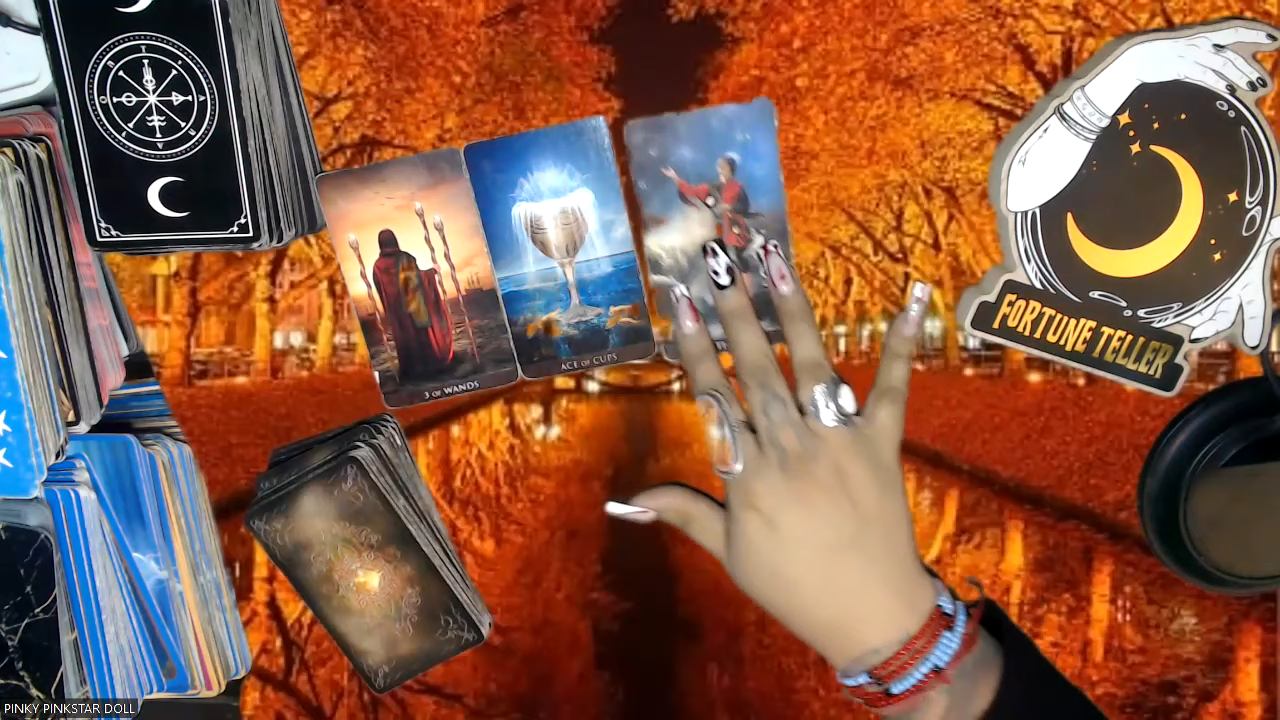 3 OF WANDS
ACE OF CUPS
FORTUNE TELLER
PINKY PINKSTAR DOLL